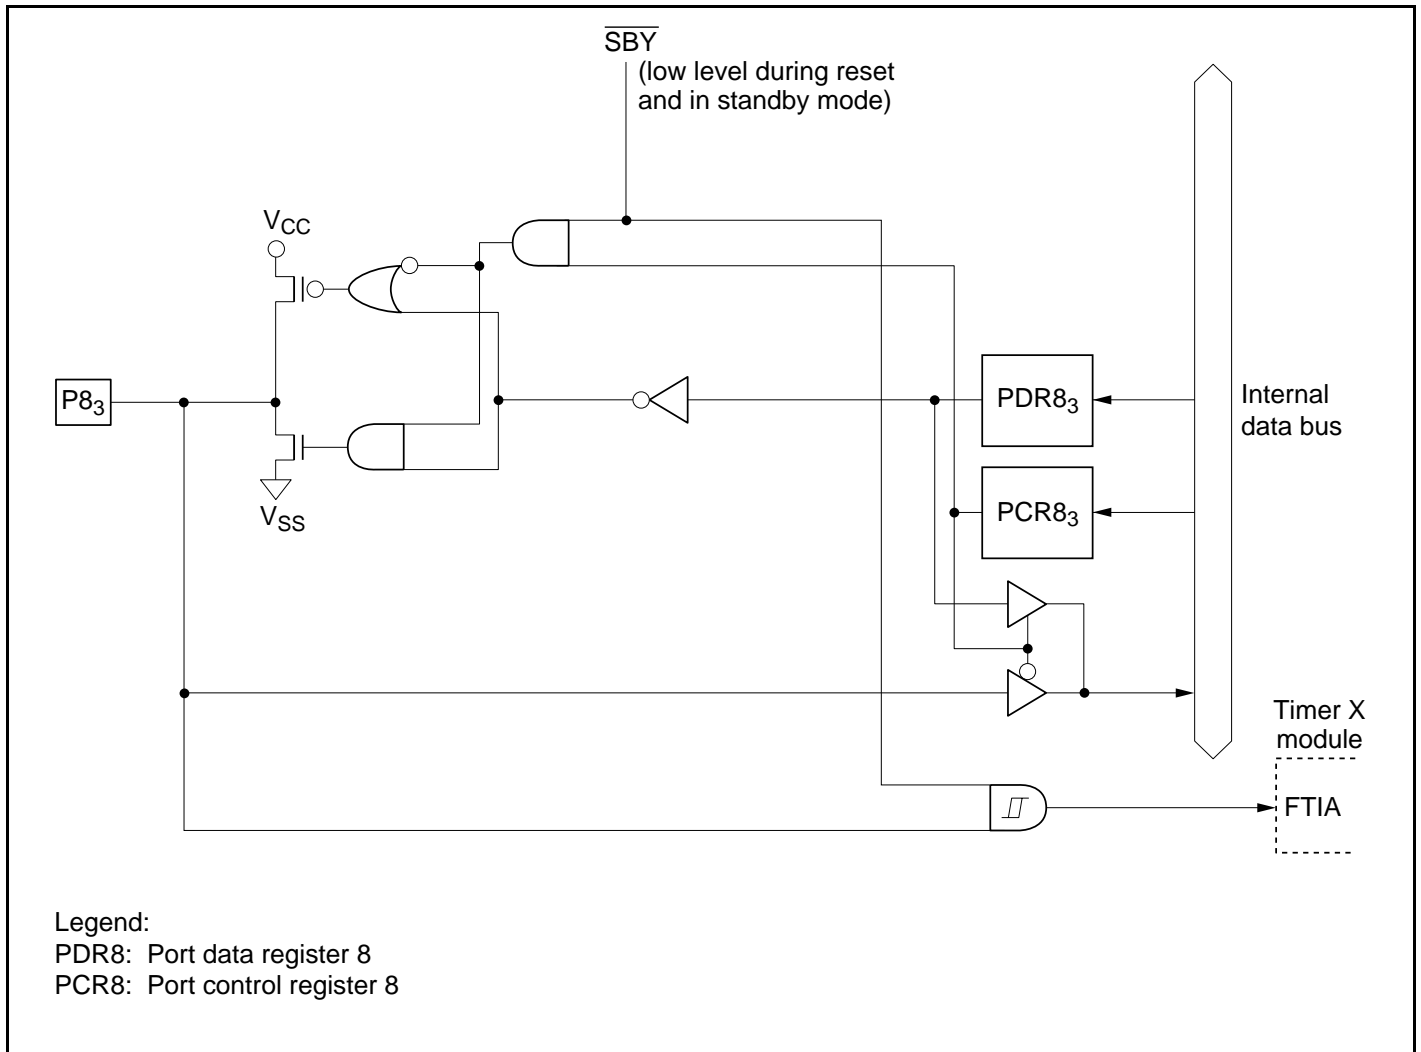 SBY
(low level during reset
and in standby mode)
VCC
P83
VSS
PDR83
PCR83
Internal
data bus
Timer X
module
FTIA
Legend:
PDR8: Port data register 8
PCR8: Port control register 8